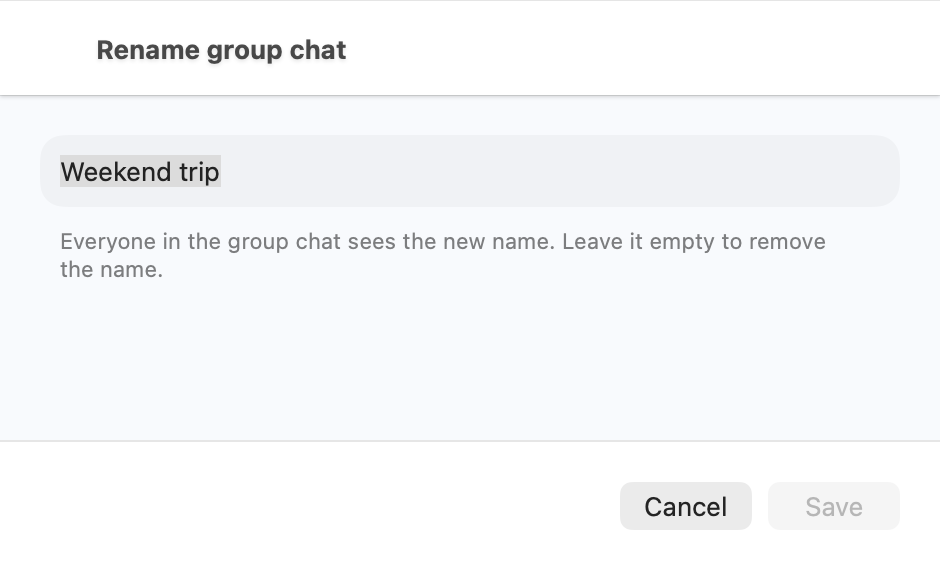 Rename group chat
Weekend trip
Everyone in the group chat sees the new name. Leave it empty to remove
the name.
Cancel
Save